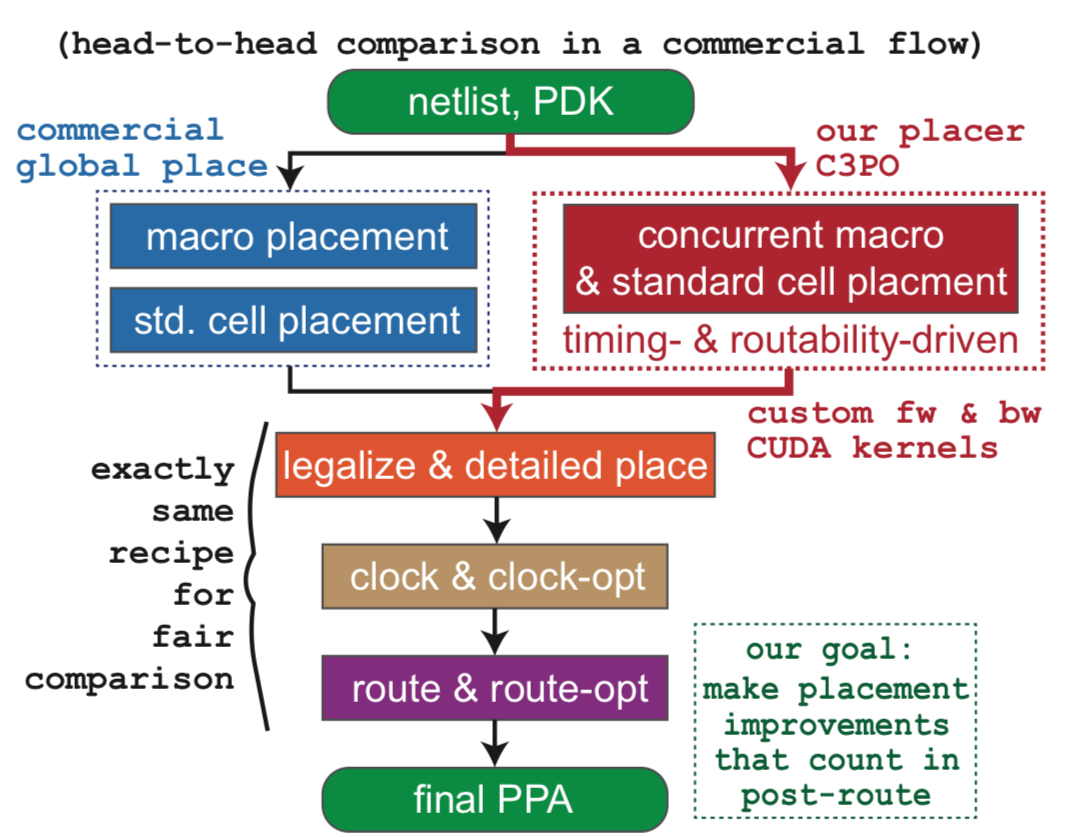 (head-to-head comparison in a commercial flow)
netlist, PDK
commercial
global place
our placer
C3PO
macro placement
std. cell placement
concurrent macro
& standard cell placment
timing- & routability-driven
custom fw & bw
CUDA kernels
legalize & detailed place
exactly
same
recipe
for
fair
comparison
clock & clock-opt
route & route-opt
our goal:
make placement
improvements
that count in
post-route
final PPA